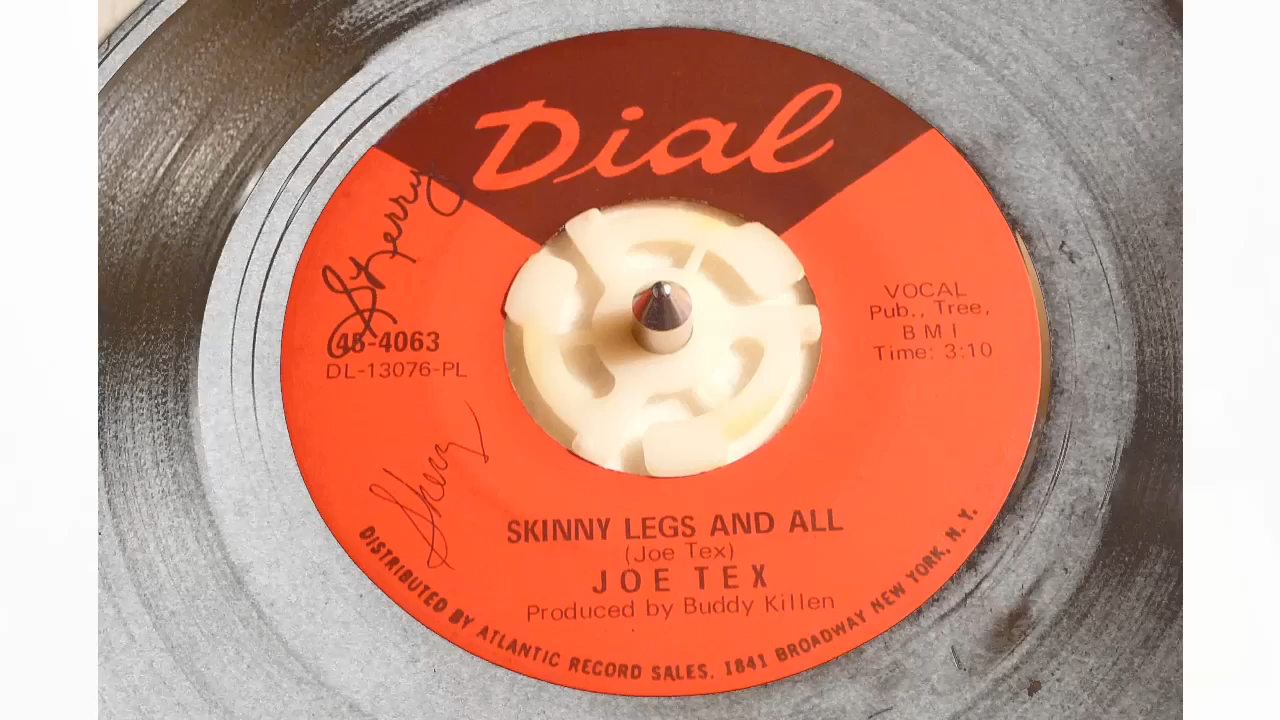 Dial
Sherry
45-4063
DL-13076-PL
VOCAL
Pub., Tree,
BMI
Time: 3:10
Sherry
SKINNY LEGS AND ALL
(Joe Tex)
JOE TEX
Produced by Buddy Killen
DISTRIBUTED BY ATLANTIC RECORD SALES. 1841 BROADWAY NEW YORK, N.Y.